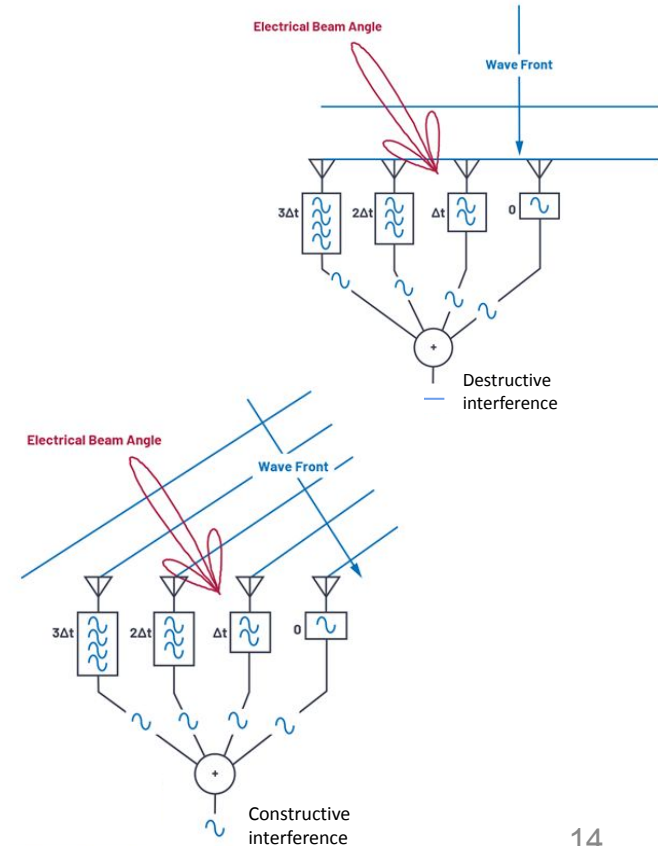 Electrical Beam Angle
Wave Front
3Δt
2Δt
Δt
0
+
Destructive
interference
Electrical Beam Angle
Wave Front
3Δt
2Δt
Δt
0
+
Constructive
interference
14